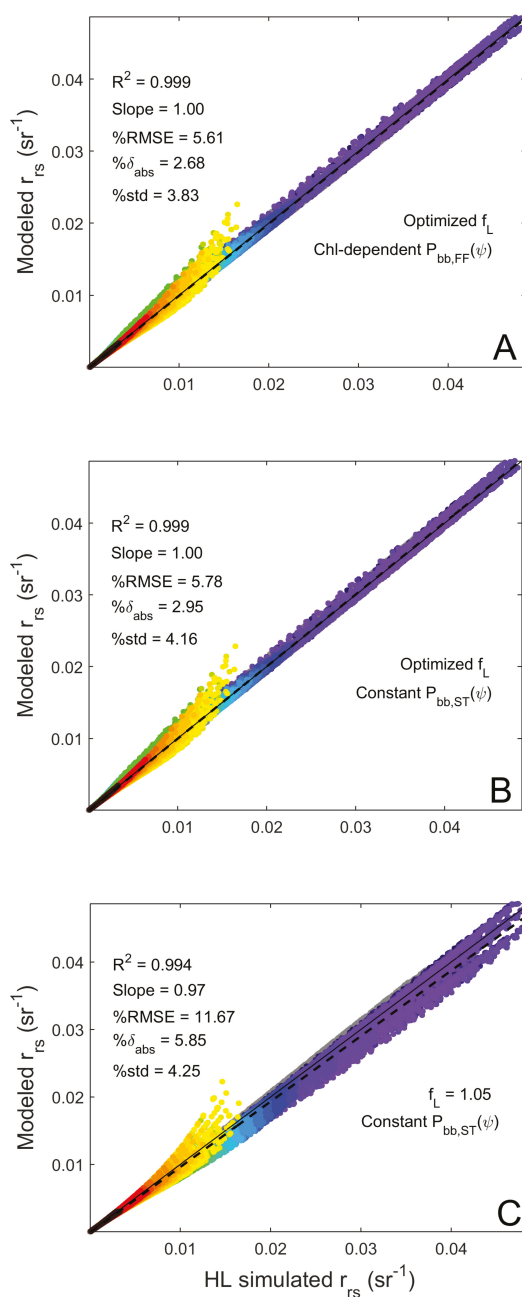 0.04
0.03
0.02
0.01
Modeled r_rs (sr⁻¹)
R² = 0.999
Slope = 1.00
%RMSE = 5.61
%δ_abs = 2.68
%std = 3.83
Optimized f_L
Chl-dependent P_bb,FF(ψ)
A
0.01 0.02 0.03 0.04
0.04
0.03
0.02
0.01
Modeled r_rs (sr⁻¹)
R² = 0.999
Slope = 1.00
%RMSE = 5.78
%δ_abs = 2.95
%std = 4.16
Optimized f_L
Constant P_bb,ST(ψ)
B
0.01 0.02 0.03 0.04
0.04
0.03
0.02
0.01
Modeled r_rs (sr⁻¹)
R² = 0.994
Slope = 0.97
%RMSE = 11.67
%δ_abs = 5.85
%std = 4.25
f_L = 1.05
Constant P_bb,ST(ψ)
C
0.01 0.02 0.03 0.04
HL simulated r_rs (sr⁻¹)